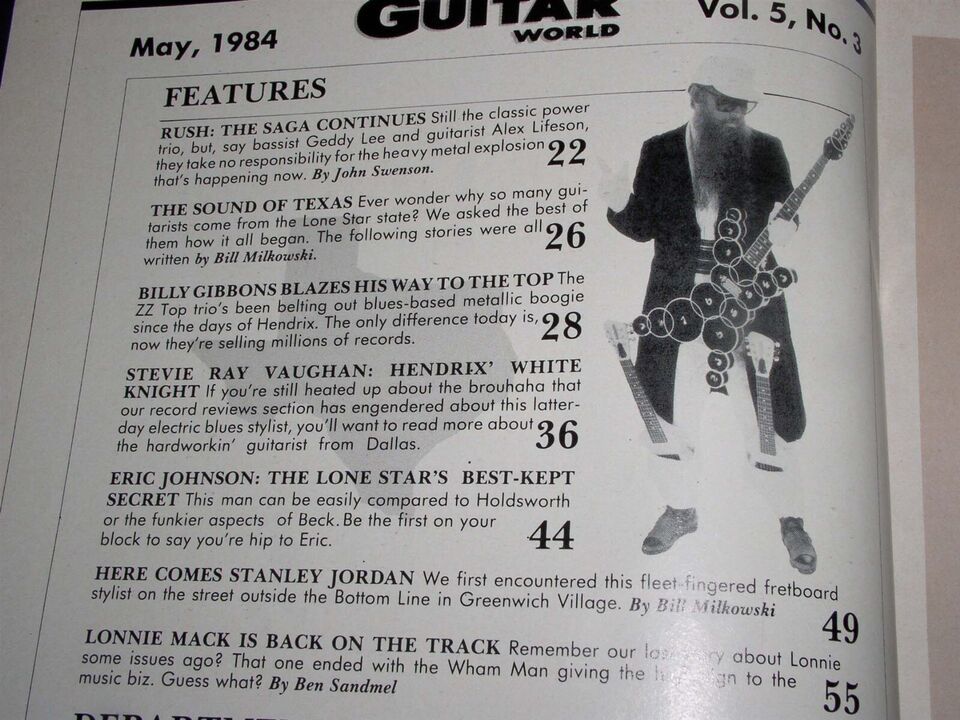 GUITAR
WORLD
May, 1984
Vol. 5, No. 3
FEATURES
RUSH: THE SAGA CONTINUES Still the classic power
trio, but, say bassist Geddy Lee and guitarist Alex Lifeson,
they take no responsibility for the heavy metal explosion
that's happening now. By John Swenson.
22
THE SOUND OF TEXAS Ever wonder why so many gui-
tarists come from the Lone Star state? We asked the best of
them how it all began. The following stories were all
written by Bill Milkowski.
26
BILLY GIBBONS BLAZES HIS WAY TO THE TOP The
ZZ Top trio's been belting out blues-based metallic boogie
since the days of Hendrix. The only difference today is,
now they're selling millions of records.
28
STEVIE RAY VAUGHAN: HENDRIX' WHITE
KNIGHT If you're still heated up about the brouhaha that
our record reviews section has engendered about this latter-
day electric blues stylist, you'll want to read more about
the hardworkin' guitarist from Dallas.
36
ERIC JOHNSON: THE LONE STAR'S BEST-KEPT
SECRET This man can be easily compared to Holdsworth
or the funkier aspects of Beck. Be the first on your
block to say you're hip to Eric.
44
HERE COMES STANLEY JORDAN We first encountered this fleet-fingered fretboard
stylist on the street outside the Bottom Line in Greenwich Village. By Bill Milkowski
49
LONNIE MACK IS BACK ON THE TRACK Remember our about Lonnie
some issues ago? That one ended with the Wham Man giving the to the
music biz. Guess what? By Ben Sandmel
55